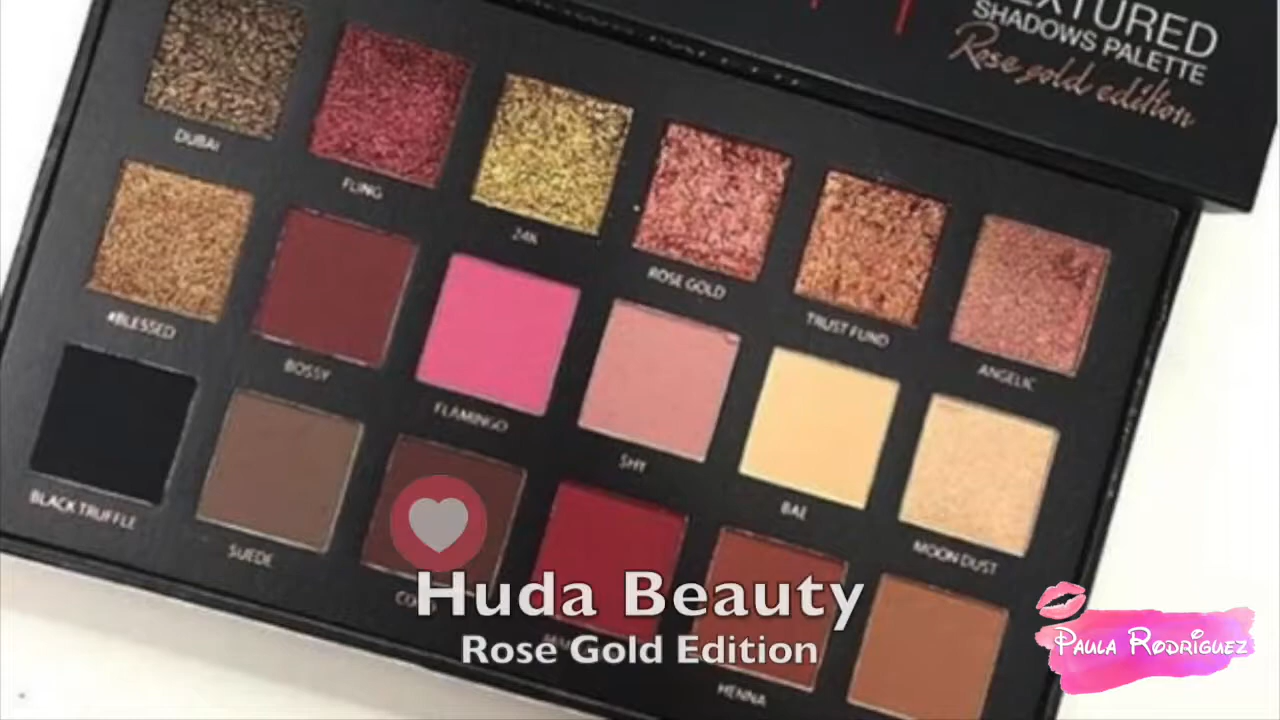 TEXTURED
SHADOWS PALETTE
Rose gold edition
DUBAI
FLING
24K
ROSE GOLD
TRUST FUND
ANGELIC
#BLESSED
BOSSY
FLAMINGO
SHY
BAE
MOON DUST
BLACK TRUFFLE
SUEDE
HENNA
Huda Beauty
Rose Gold Edition
PAULA RODRÍGUEZ